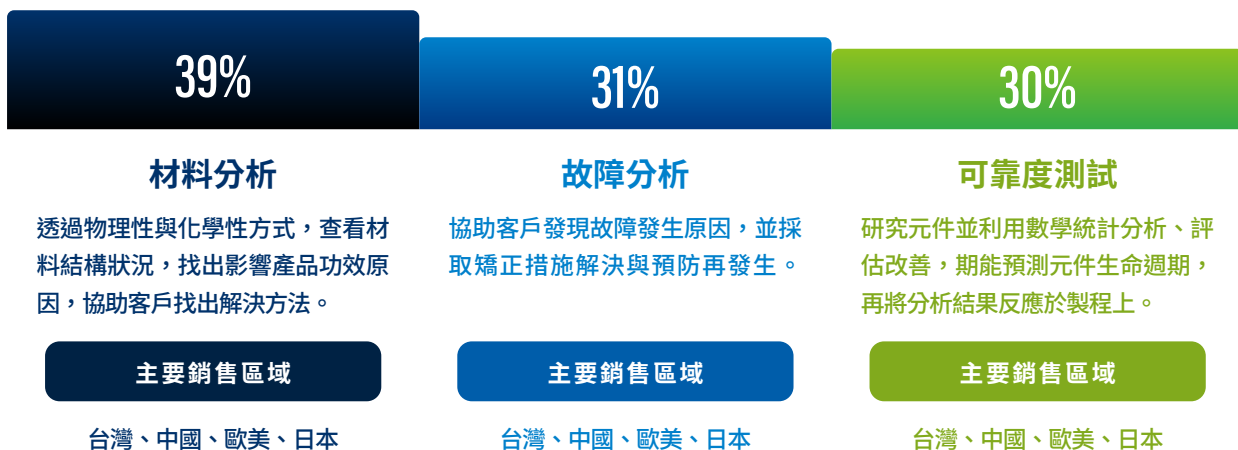 39%
31%
30%
材料分析
透過物理性與化學性方式，查看材
料結構狀況，找出影響產品功效原
因，協助客戶找出解決方法。
主要銷售區域
台灣、中國、歐美、日本
故障分析
協助客戶發現故障發生原因，並採
取矯正措施解決與預防再發生。
主要銷售區域
台灣、中國、歐美、日本
可靠度測試
研究元件並利用數學統計分析、評
估改善，期能預測元件生命週期，
再將分析結果反應於製程上。
主要銷售區域
台灣、中國、歐美、日本